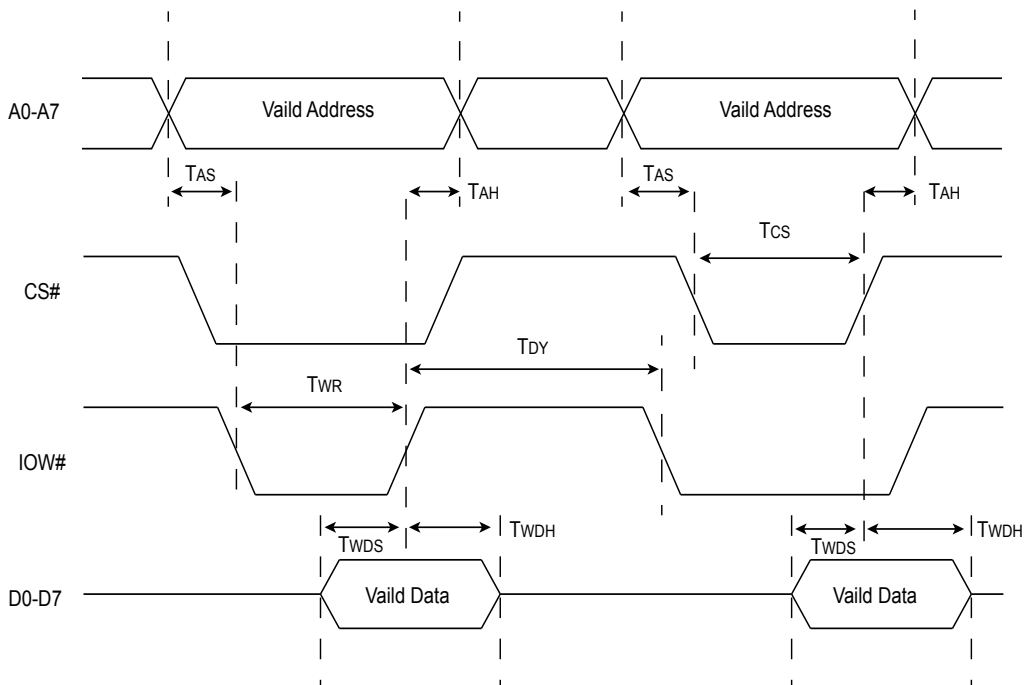 A0-A7
Vaild Address
Vaild Address
TAS
TAH
TAS
TAH
TCS
CS#
TDY
TWR
IOW#
TWDS
TWDH
TWDS
TWDH
D0-D7
Vaild Data
Vaild Data